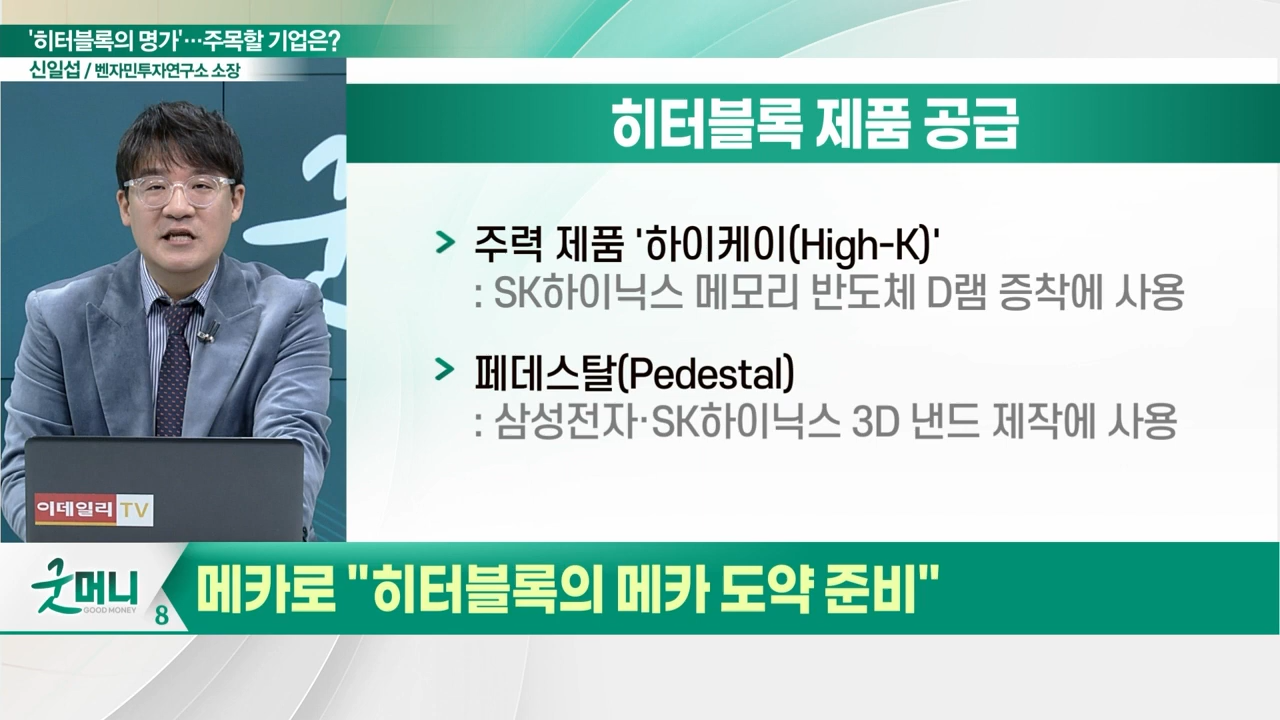 '히터블록의 명가'…주목할 기업은?
신일섭 / 벤자민투자연구소 소장
히터블록 제품 공급
> 주력 제품 '하이케이(High-K)'
: SK하이닉스 메모리 반도체 D램 증착에 사용
> 페데스탈(Pedestal)
: 삼성전자·SK하이닉스 3D 낸드 제작에 사용
이데일리 TV
굿머니
GOOD MONEY
8
메카로 "히터블록의 메카 도약 준비"